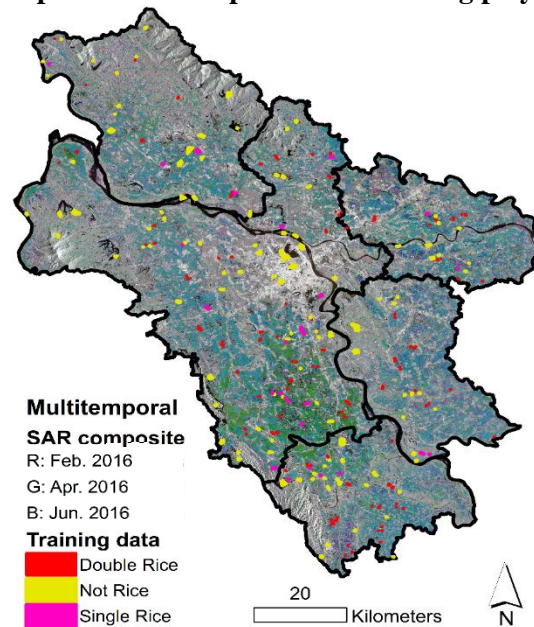 Multitemporal
SAR composite
R: Feb. 2016
G: Apr. 2016
B: Jun. 2016
Training data
Double Rice
Not Rice
Single Rice
20
Kilometers
N